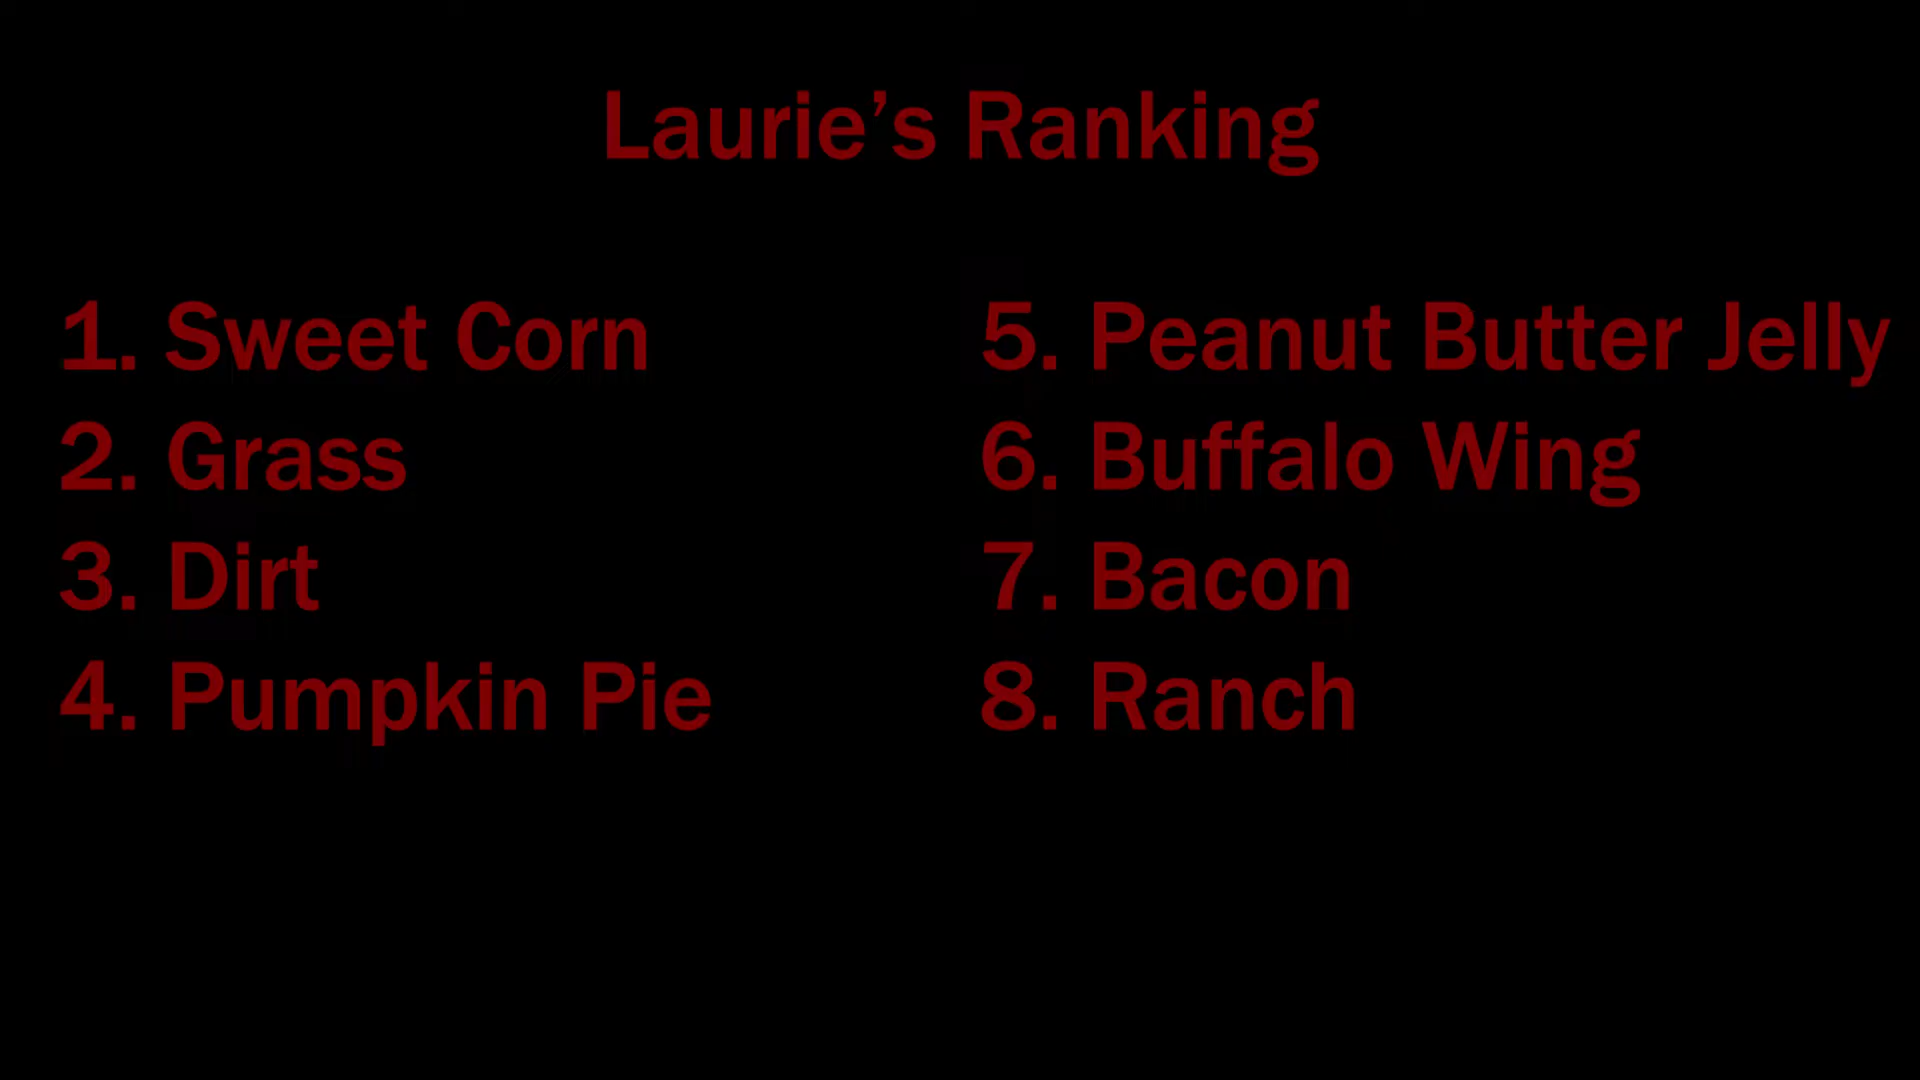 Laurie’s Ranking
1. Sweet Corn
2. Grass
3. Dirt
4. Pumpkin Pie
5. Peanut Butter Jelly
6. Buffalo Wing
7. Bacon
8. Ranch